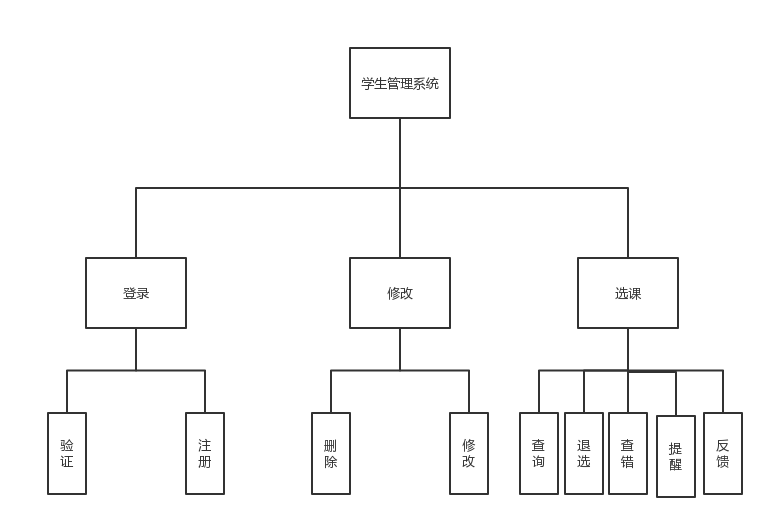 学生管理系统
登录
修改
选课
验
证
注
册
删
除
修
改
查
询
退
选
查
错
提
醒
反
馈